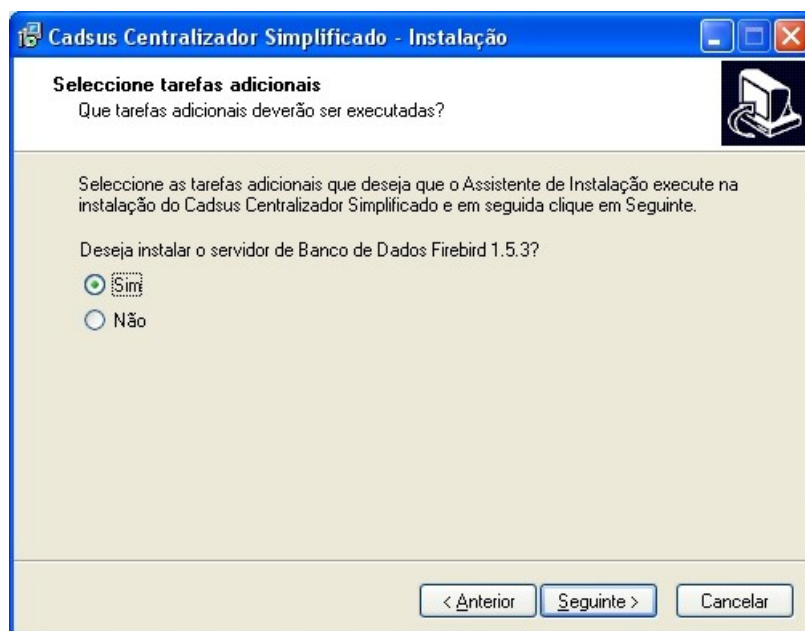 Cadsus Centralizador Simplificado - Instalação
Seleccione tarefas adicionais
Que tarefas adicionais deverão ser executadas?
Seleccione as tarefas adicionais que deseja que o Assistente de Instalação execute na
instalação do Cadsus Centralizador Simplificado e em seguida clique em Seguinte.
Deseja instalar o servidor de Banco de Dados Firebird 1.5.3?
Sim
Não
< Anterior
Seguinte >
Cancelar